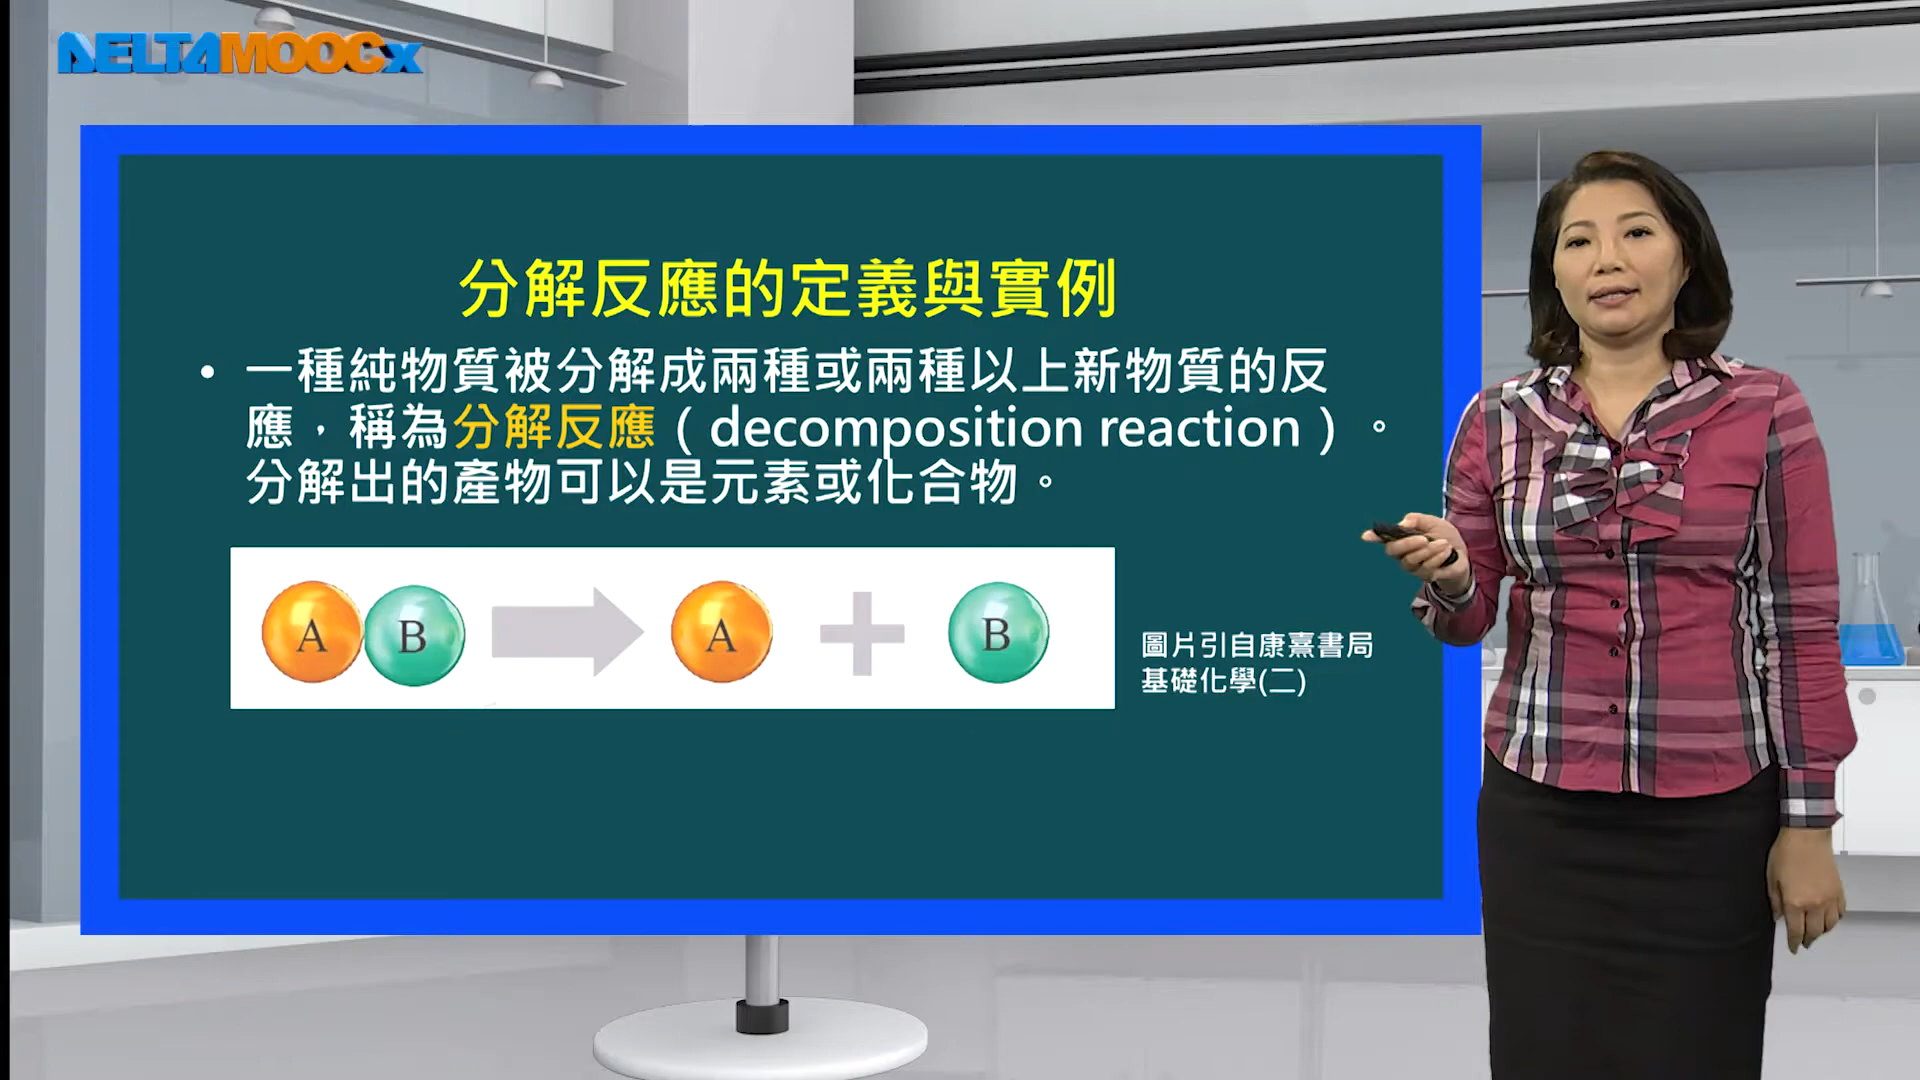 DELTAMOOCx
分解反應的定義與實例
• 一種純物質被分解成兩種或兩種以上新物質的反
應，稱為分解反應（decomposition reaction）。
分解出的產物可以是元素或化合物。
A B A + B
圖片引自康熹書局
基礎化學(二)